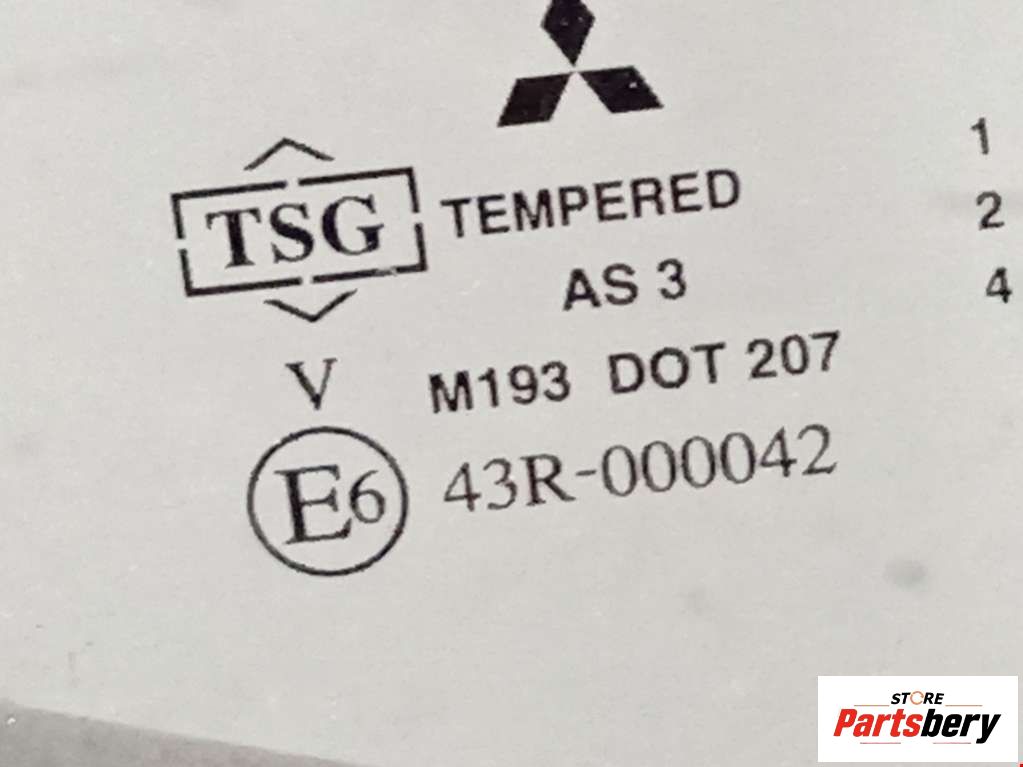 TSG TEMPERED
AS 3
V M193 DOT 207
E6 43R-000042
1
2
4
STORE
Partsbery